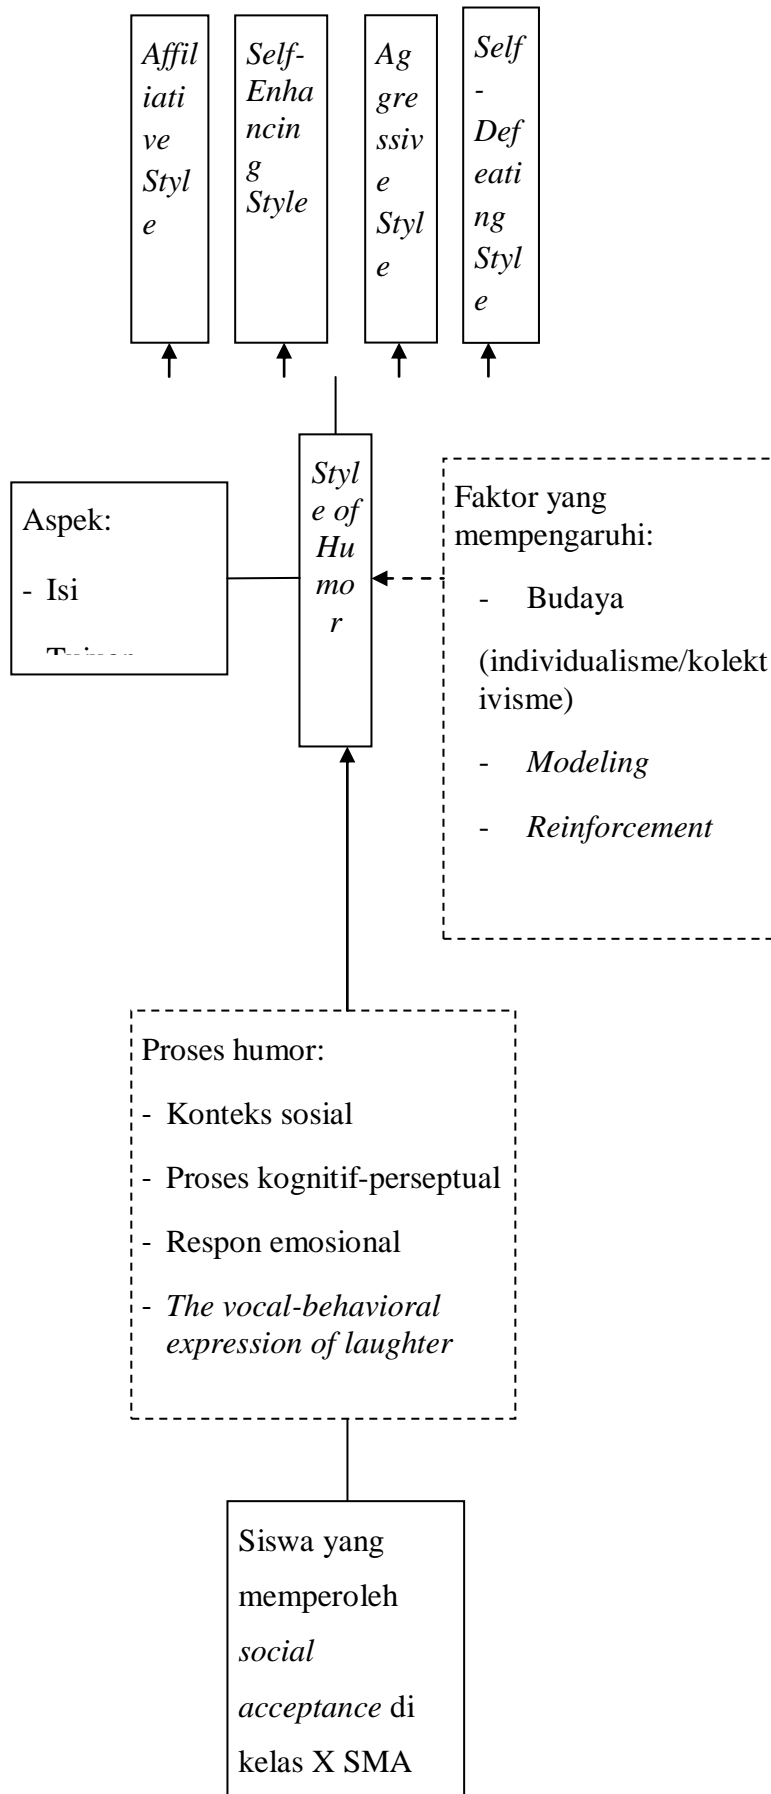 Affil
iati
ve
Styl
e
Self-
Enha
ncin
g
Style
Ag
gre
ssiv
e
Styl
e
Self
-
Def
eati
ng
Styl
e
Styl
e of
Hu
mo
r
Aspek:
- Isi
Faktor yang
mempengaruhi:
- Budaya
(individualisme/kolekt
ivisme)
- Modeling
- Reinforcement
Proses humor:
- Konteks sosial
- Proses kognitif-perseptual
- Respon emosional
- The vocal-behavioral
expression of laughter
Siswa yang
memperoleh
social
acceptance di
kelas X SMA